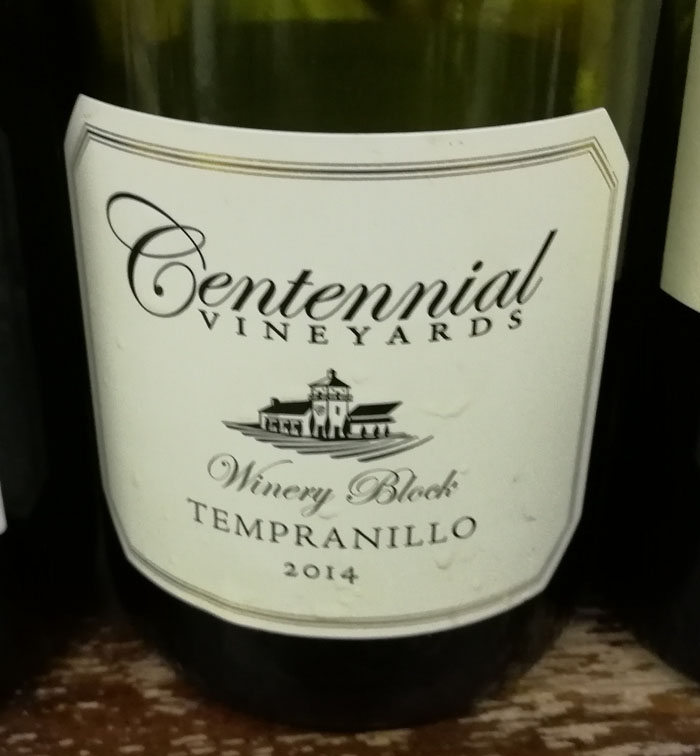 Centennial
VINEYARDS
Winery Block
TEMPRANILLO
2014